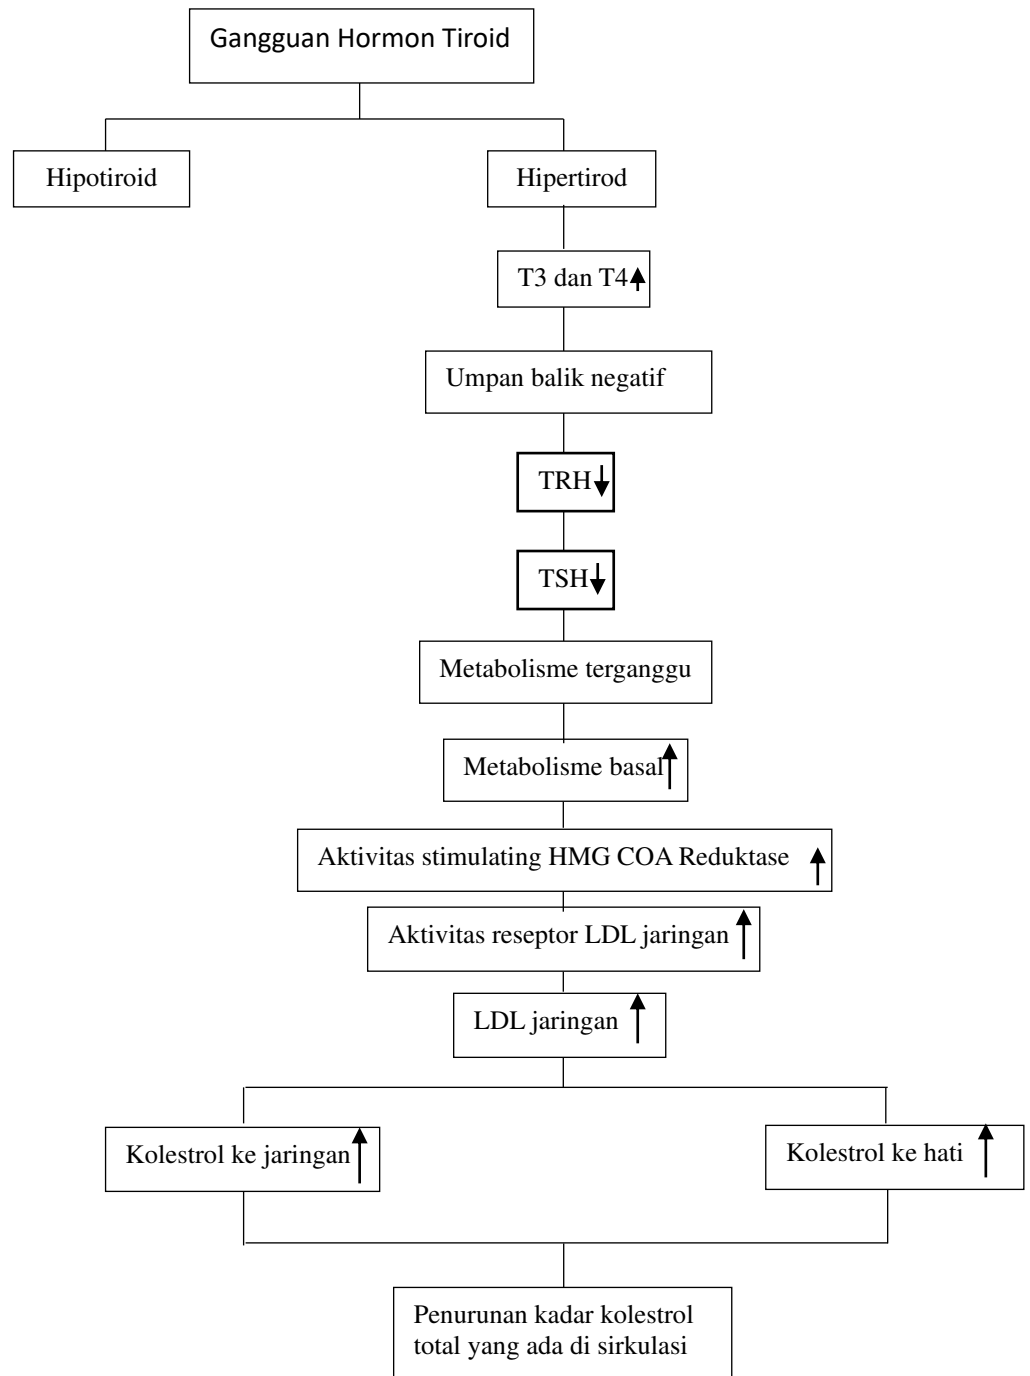 Gangguan Hormon Tiroid
Hipotiroid
Hipertirod
T3 dan T4
Umpan balik negatif
TRH
TSH
Metabolisme terganggu
Metabolisme basal
Aktivitas stimulating HMG COA Reduktase
Aktivitas reseptor LDL jaringan
LDL jaringan
Kolestrol ke jaringan
Kolestrol ke hati
Penurunan kadar kolestrol
total yang ada di sirkulasi